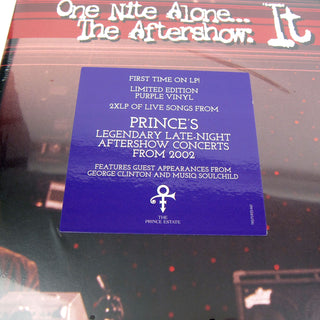 One Nite Alone...
The Aftershow: It
FIRST TIME ON LP!
LIMITED EDITION
PURPLE VINYL
2XLP OF LIVE SONGS FROM
PRINCE'S
LEGENDARY LATE-NIGHT
AFTERSHOW CONCERTS
FROM 2002
FEATURES GUEST APPEARANCES FROM
GEORGE CLINTON AND MUSIQ SOULCHILD
THE
PRINCE ESTATE